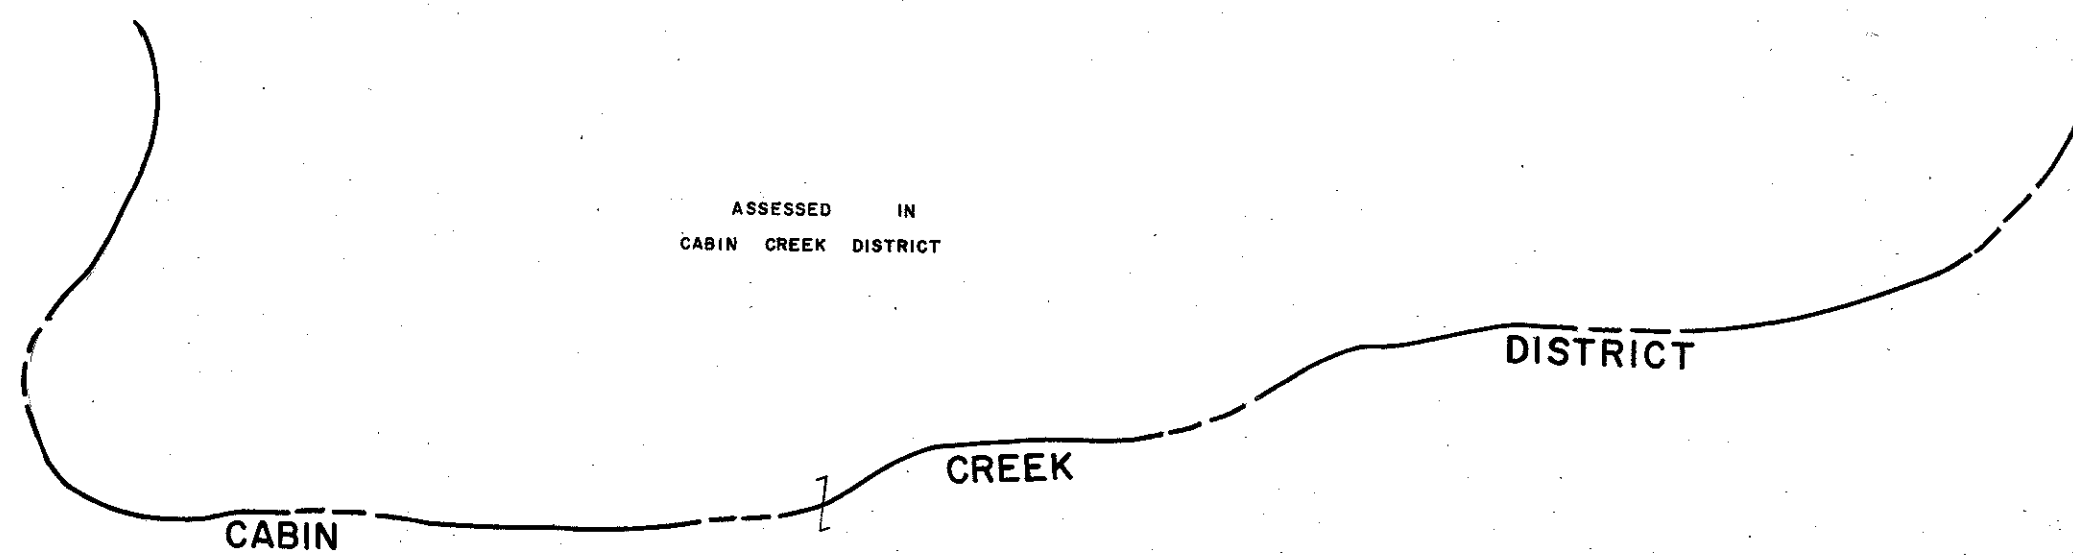 ASSESSED IN
CABIN CREEK DISTRICT
DISTRICT
CREEK
CABIN